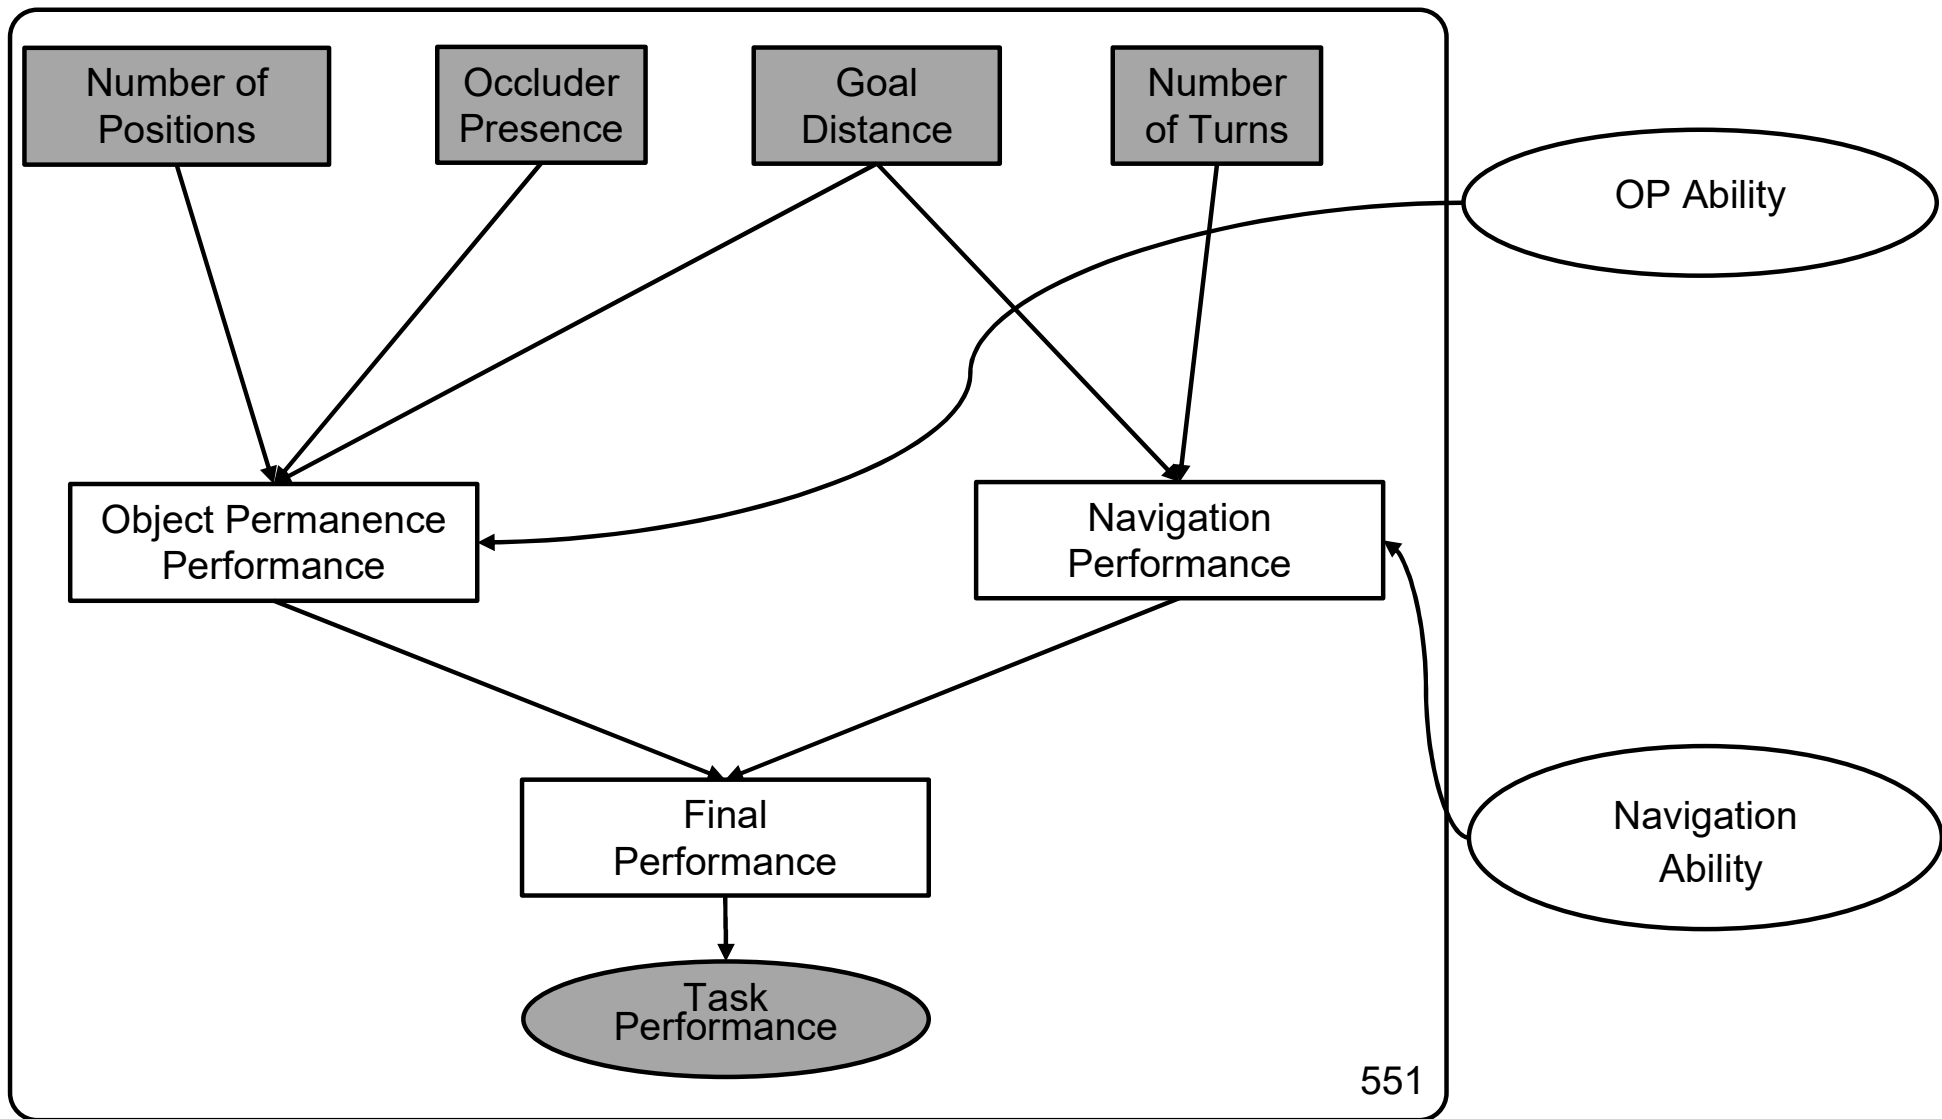 Number of
Positions
Occluder
Presence
Goal
Distance
Number
of Turns
OP Ability
Object Permanence
Performance
Navigation
Performance
Final
Performance
Navigation
Ability
Task
Performance
551